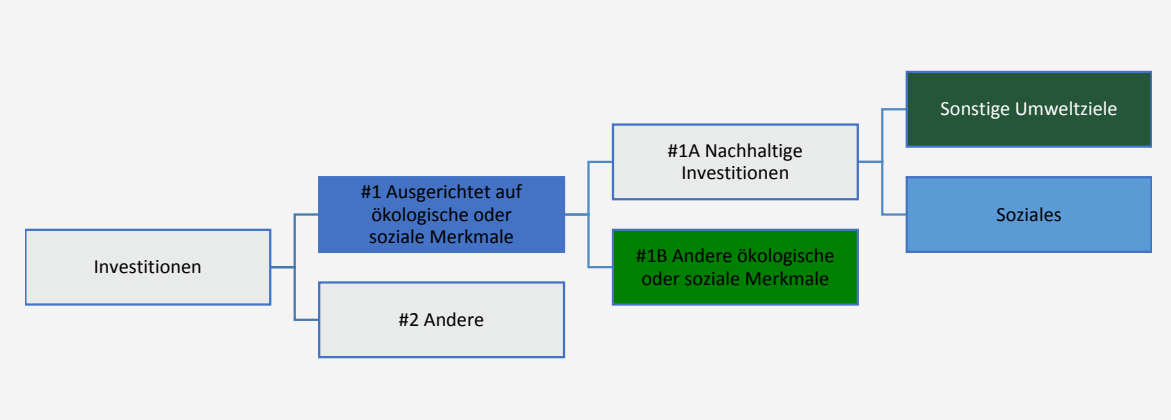 Investitionen
#1 Ausgerichtet auf
ökologische oder
soziale Merkmale
#2 Andere
#1A Nachhaltige
Investitionen
#1B Andere ökologische
oder soziale Merkmale
Sonstige Umweltziele
Soziales